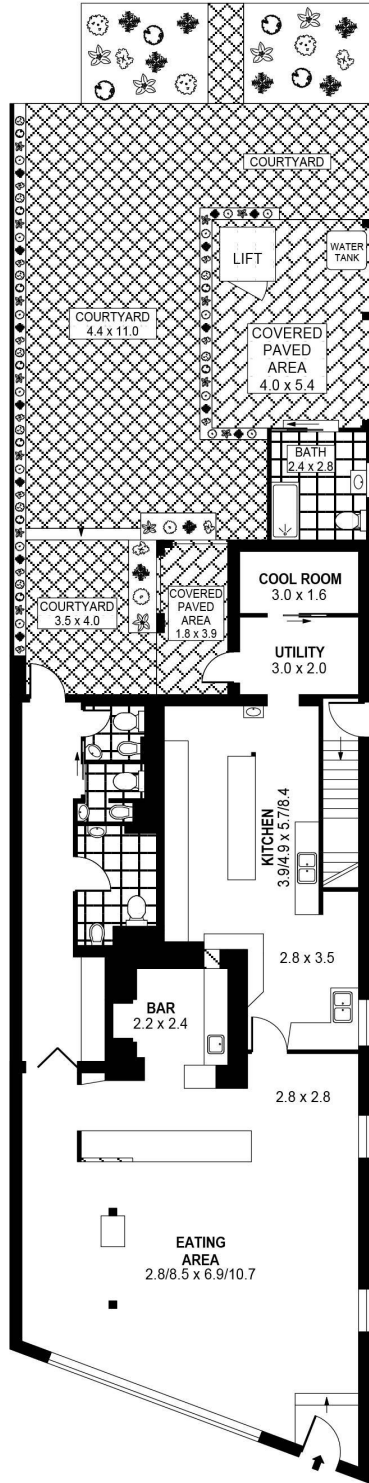 COURTYARD
LIFT
WATER
TANK
COURTYARD
4.4 x 11.0
COVERED
PAVED
AREA
4.0 x 5.4
BATH
2.4 x 2.8
COOL ROOM
3.0 x 1.6
COURTYARD
3.5 x 4.0
COVERED
PAVED
AREA
1.8 x 3.9
UTILITY
3.0 x 2.0
KITCHEN
3.9/4.9 x 5.7/8.4
2.8 x 3.5
BAR
2.2 x 2.4
2.8 x 2.8
EATING
AREA
2.8/8.5 x 6.9/10.7